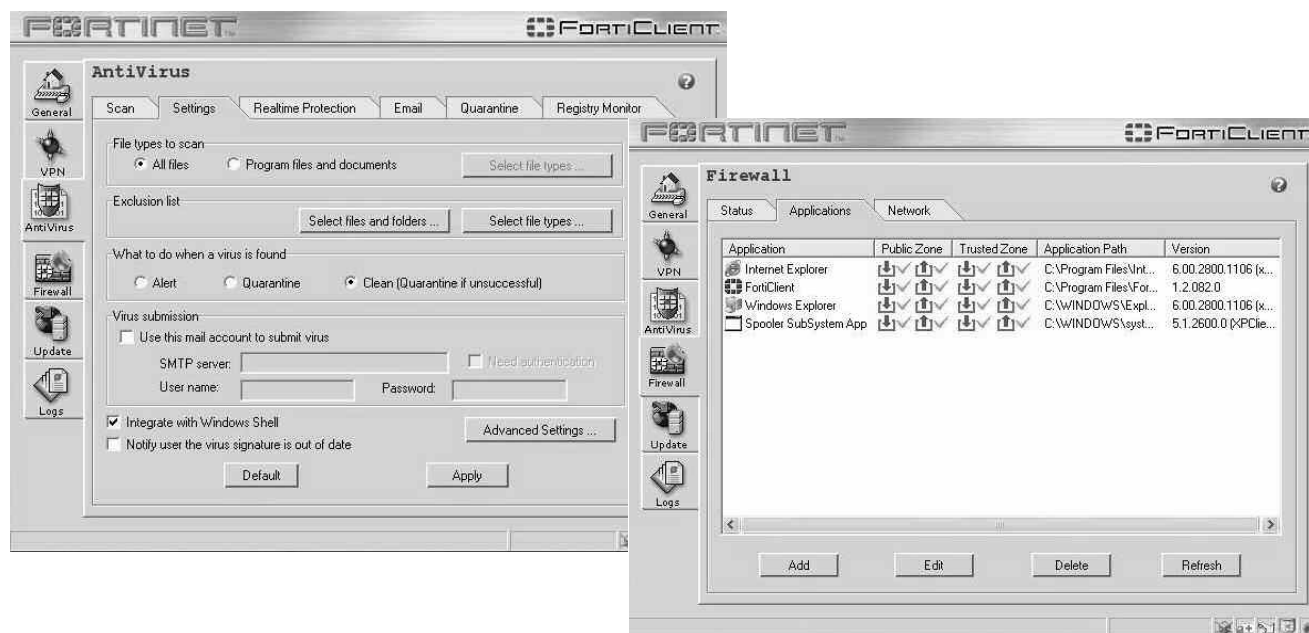 FORTINET
FORTICLIENT
AntiVirus
General
VPN
AntiVirus
Firewall
Update
Logs
Scan Settings Realtime Protection Email Quarantine Registry Monitor
File types to scan
All files Program files and documents Select file types ...
Exclusion list
Select files and folders ... Select file types ...
What to do when a virus is found
Alert Quarantine Clean (Quarantine if unsuccessful)
Virus submission
Use this mail account to submit virus
SMTP server: Need authentication
User name: Password:
Integrate with Windows Shell
Notify user the virus signature is out of date
Advanced Settings ...
Default Apply
FORTINET
FORTICLIENT
Firewall
General
VPN
AntiVirus
Firewall
Update
Logs
Status Applications Network
Application Public Zone Trusted Zone Application Path Version
Internet Explorer C:\Program Files\Int... 6.00.2800.1106 (x...
FortiClient C:\Program Files\For... 1.2.082.0
Windows Explorer C:\WINDOWS\Expl... 6.00.2800.1106 (x...
Spooler SubSystem App C:\WINDOWS\syst... 5.1.2600.0 (XPClie...
Add Edit Delete Refresh